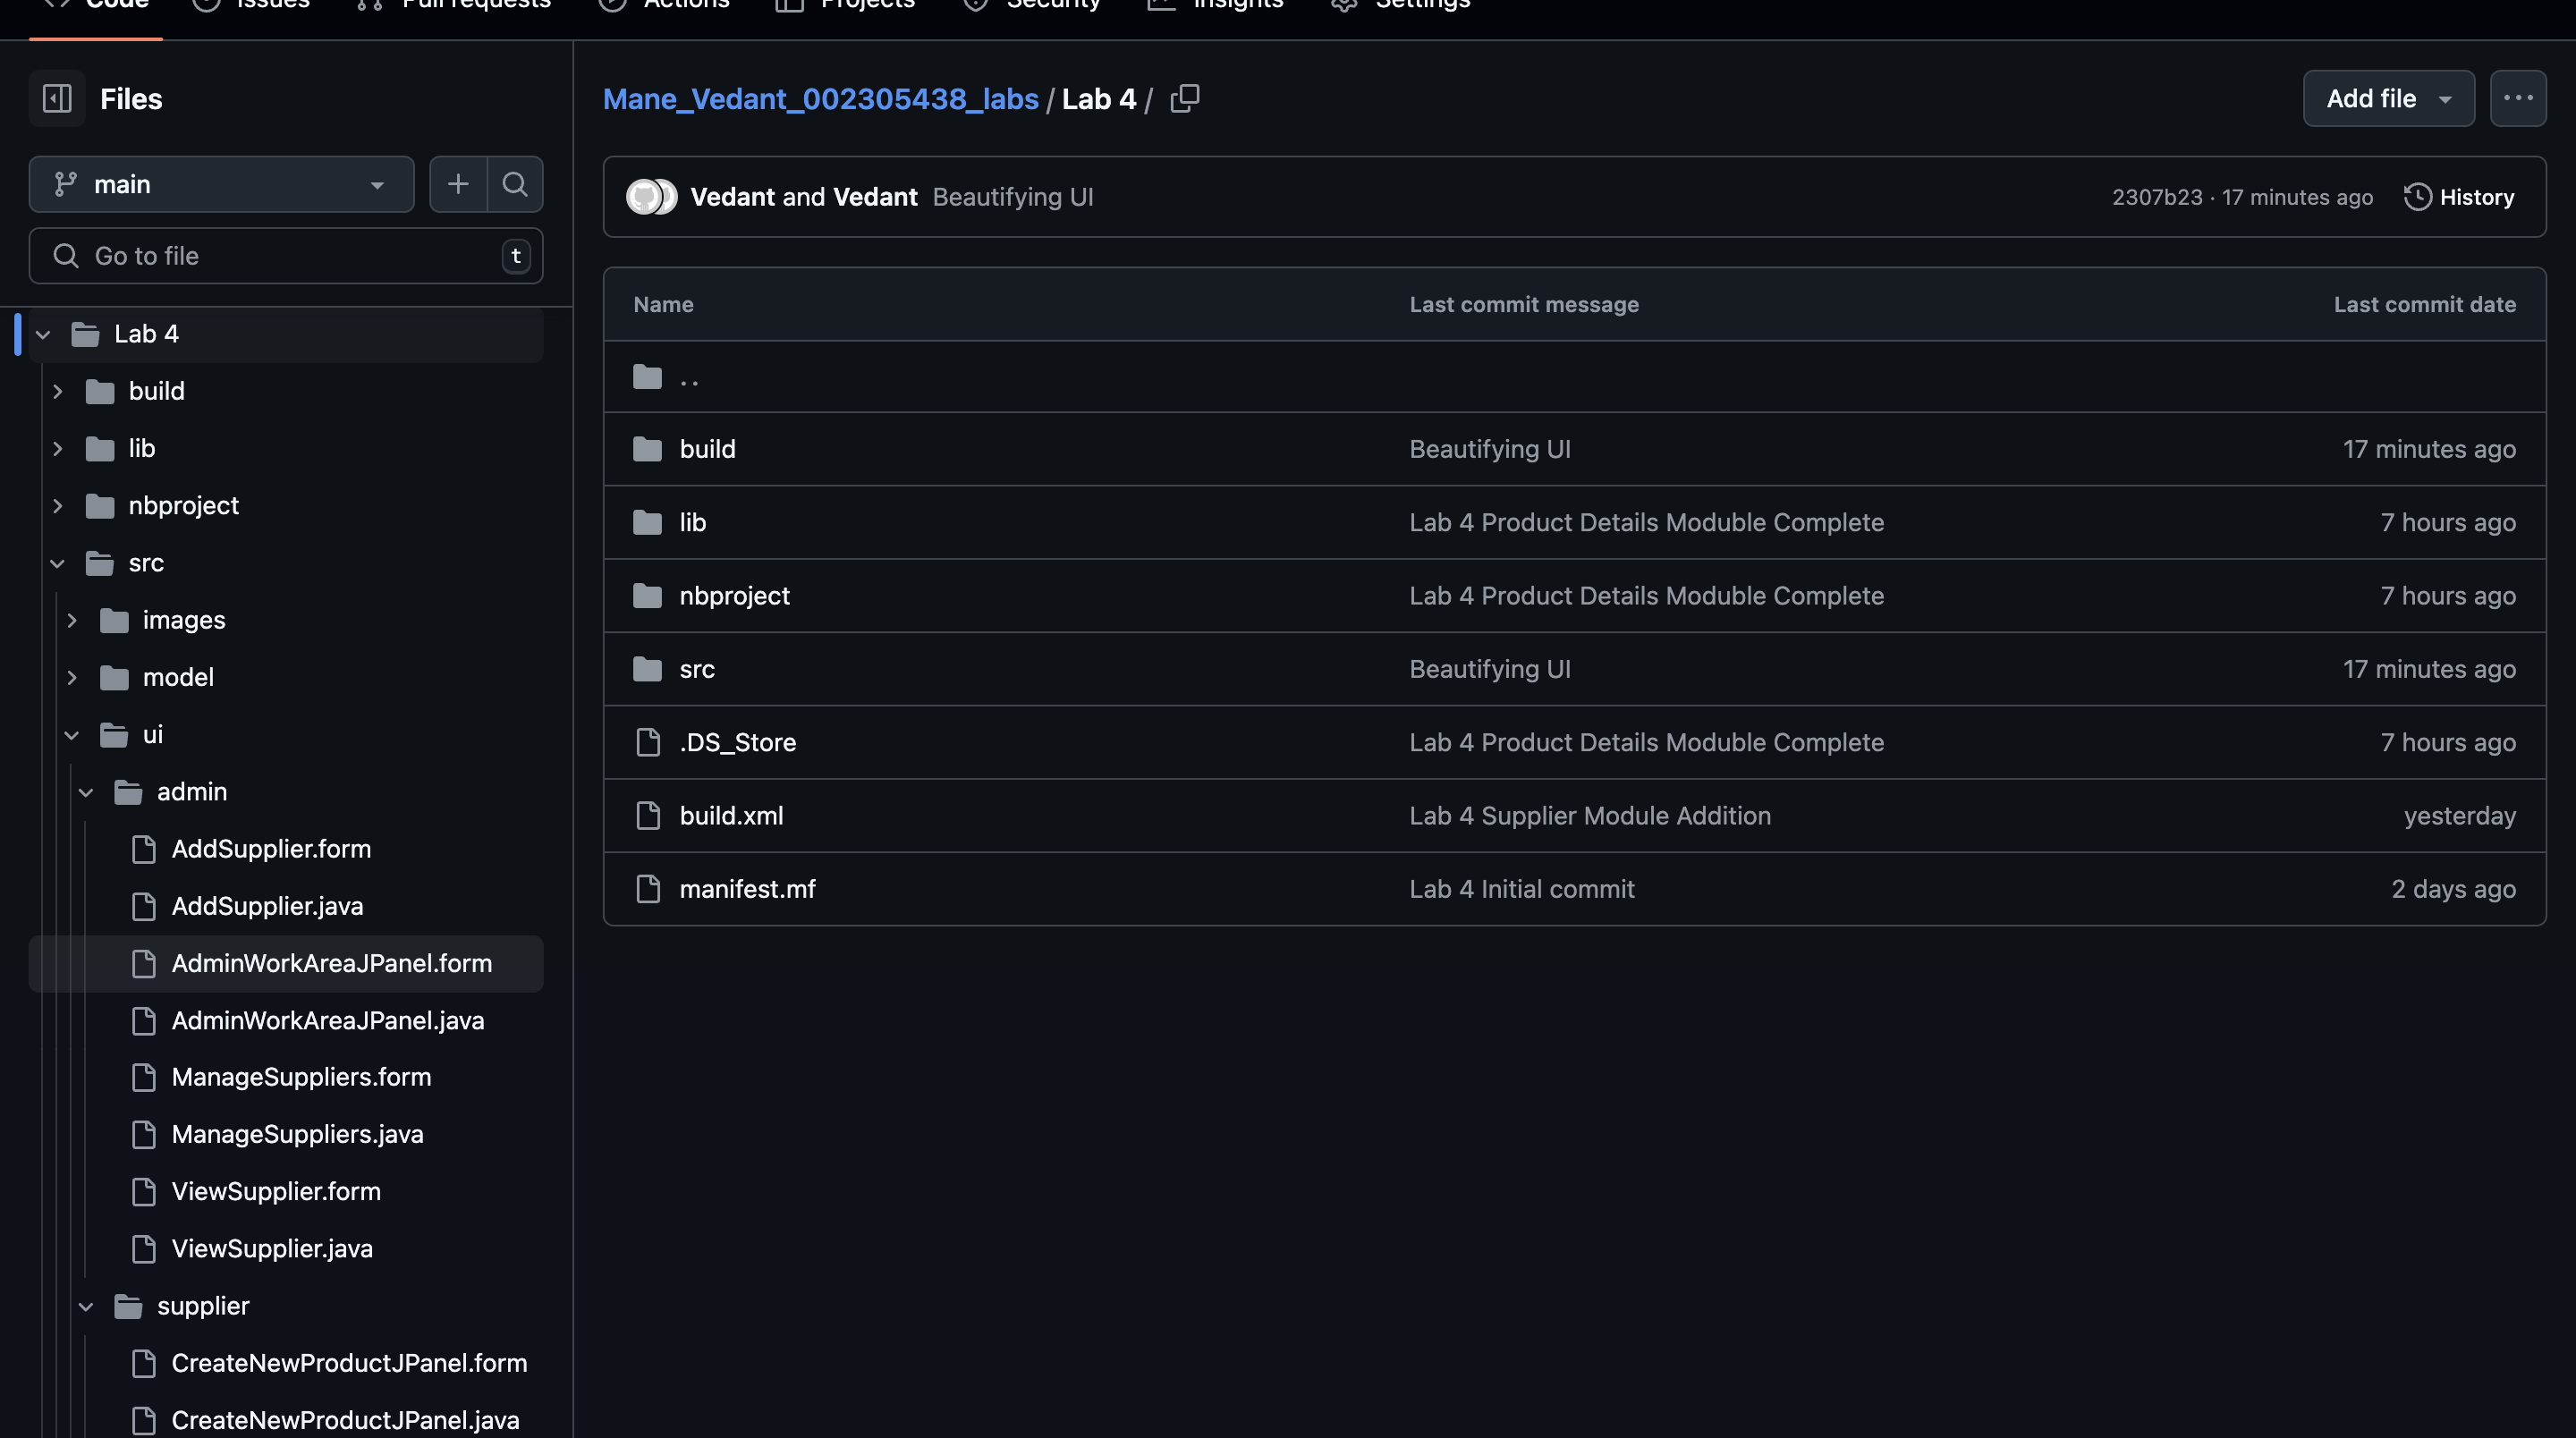 Code Issues Pull requests Actions Projects Security Insights Settings
Files
main
Go to file t
Lab 4
build
lib
nbproject
src
images
model
ui
admin
AddSupplier.form
AddSupplier.java
AdminWorkAreaJPanel.form
AdminWorkAreaJPanel.java
ManageSuppliers.form
ManageSuppliers.java
ViewSupplier.form
ViewSupplier.java
supplier
CreateNewProductJPanel.form
CreateNewProductJPanel.java
Mane_Vedant_002305438_labs / Lab 4 /
Add file
Vedant and Vedant Beautifying UI 2307b23 · 17 minutes ago History
Name Last commit message Last commit date
..
build Beautifying UI 17 minutes ago
lib Lab 4 Product Details Moduble Complete 7 hours ago
nbproject Lab 4 Product Details Moduble Complete 7 hours ago
src Beautifying UI 17 minutes ago
.DS_Store Lab 4 Product Details Moduble Complete 7 hours ago
build.xml Lab 4 Supplier Module Addition yesterday
manifest.mf Lab 4 Initial commit 2 days ago